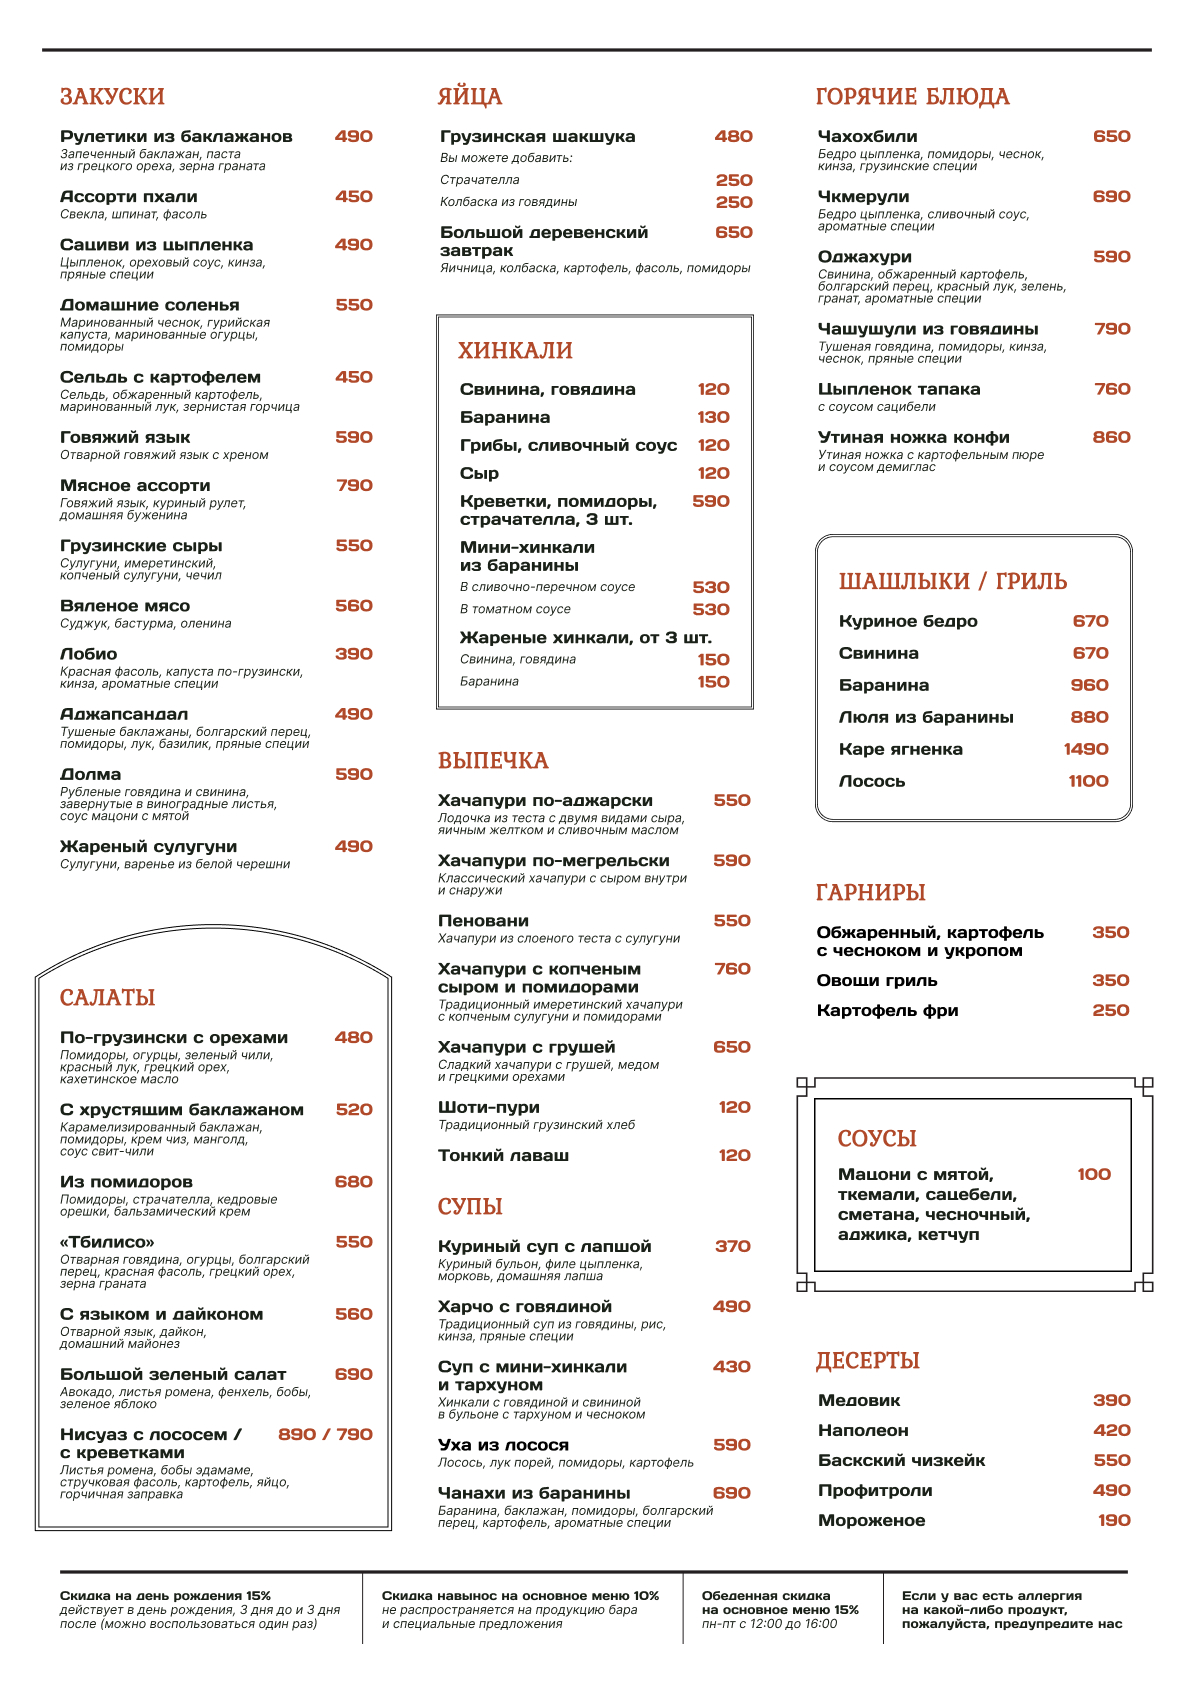 ЗАКУСКИ
Рулетики из баклажанов 490
Запеченный баклажан, паста
из грецкого ореха, зерна граната
Ассорти пхали 450
Свекла, шпинат, фасоль
Сациви из цыпленка 490
Цыпленок, ореховый соус, кинза,
пряные специи
Домашние соленья 550
Маринованный чеснок, гурийская
капуста, маринованные огурцы,
помидоры
Сельдь с картофелем 450
Сельдь, обжаренный картофель,
маринованный лук, зернистая горчица
Говяжий язык 590
Отварной говяжий язык с хреном
Мясное ассорти 790
Говяжий язык, куриный рулет,
домашняя буженина
Грузинские сыры 550
Сулугуни, имеретинский,
копченый сулугуни, чечил
Вяленое мясо 560
Суджук, бастурма, оленина
Лобио 390
Красная фасоль, капуста по-грузински,
кинза, ароматные специи
Аджапсандал 490
Тушеные баклажаны, болгарский перец,
помидоры, лук, базилик, пряные специи
Долма 590
Рубленые говядина и свинина,
завернутые в виноградные листья,
соус мацони с мятой
Жареный сулугуни 490
Сулугуни, варенье из белой черешни
САЛАТЫ
По-грузински с орехами 480
Помидоры, огурцы, зеленый чили,
красный лук, грецкий орех,
кахетинское масло
С хрустящим баклажаном 520
Карамелизированный баклажан,
помидоры, крем чиз, манголд,
соус свит-чили
Из помидоров 680
Помидоры, страчателла, кедровые
орешки, бальзамический крем
«Тбилисо» 550
Отварная говядина, огурцы, болгарский
перец, красная фасоль, грецкий орех,
зерна граната
С языком и дайконом 560
Отварной язык, дайкон,
домашний майонез
Большой зеленый салат 690
Авокадо, листья ромена, фенхель, бобы,
зеленое яблоко
Нисуаз с лососем / 890 / 790
с креветками
Листья ромена, бобы эдамаме,
стручковая фасоль, картофель, яйцо,
горчичная заправка
ЯЙЦА
Грузинская шакшука 480
Вы можете добавить:
Страчателла 250
Колбаска из говядины 250
Большой деревенский 650
завтрак
Яичница, колбаска, картофель, фасоль, помидоры
ХИНКАЛИ
Свинина, говядина 120
Баранина 130
Грибы, сливочный соус 120
Сыр 120
Креветки, помидоры, 590
страчателла, 3 шт.
Мини-хинкали
из баранины
В сливочно-перечном соусе 530
В томатном соусе 530
Жареные хинкали, от 3 шт.
Свинина, говядина 150
Баранина 150
ВЫПЕЧКА
Хачапури по-аджарски 550
Лодочка из теста с двумя видами сыра,
яичным желтком и сливочным маслом
Хачапури по-мегрельски 590
Классический хачапури с сыром внутри
и снаружи
Пеновани 550
Хачапури из слоеного теста с сулугуни
Хачапури с копченым 760
сыром и помидорами
Традиционный имеретинский хачапури
с копченым сулугуни и помидорами
Хачапури с грушей 650
Сладкий хачапури с грушей, медом
и грецкими орехами
Шоти-пури 120
Традиционный грузинский хлеб
Тонкий лаваш 120
СУПЫ
Куриный суп с лапшой 370
Куриный бульон, филе цыпленка,
морковь, домашняя лапша
Харчо с говядиной 490
Традиционный суп из говядины, рис,
кинза, пряные специи
Суп с мини-хинкали 430
и тархуном
Хинкали с говядиной и свининой
в бульоне с тархуном и чесноком
Уха из лосося 590
Лосось, лук порей, помидоры, картофель
Чанахи из баранины 690
Баранина, баклажан, помидоры, болгарский
перец, картофель, ароматные специи
ГОРЯЧИЕ БЛЮДА
Чахохбили 650
Бедро цыпленка, помидоры, чеснок,
кинза, грузинские специи
Чкмерули 690
Бедро цыпленка, сливочный соус,
ароматные специи
Оджахури 590
Свинина, обжаренный картофель,
болгарский перец, красный лук, зелень,
гранат, ароматные специи
Чашушули из говядины 790
Тушеная говядина, помидоры, кинза,
чеснок, пряные специи
Цыпленок тапака 760
с соусом сацибели
Утиная ножка конфи 860
Утиная ножка с картофельным пюре
и соусом демиглас
ШАШЛЫКИ / ГРИЛЬ
Куриное бедро 670
Свинина 670
Баранина 960
Люля из баранины 880
Каре ягненка 1490
Лосось 1100
ГАРНИРЫ
Обжаренный, картофель 350
с чесноком и укропом
Овощи гриль 350
Картофель фри 250
СОУСЫ
Мацони с мятой, 100
ткемали, сацебели,
сметана, чесночный,
аджика, кетчуп
ДЕСЕРТЫ
Медовик 390
Наполеон 420
Баскский чизкейк 550
Профитроли 490
Мороженое 190
Скидка на день рождения 15%
действует в день рождения, 3 дня до и 3 дня
после (можно воспользоваться один раз)
Скидка навынос на основное меню 10%
не распространяется на продукцию бара
и специальные предложения
Обеденная скидка
на основное меню 15%
пн-пт с 12:00 до 16:00
Если у вас есть аллергия
на какой-либо продукт,
пожалуйста, предупредите нас